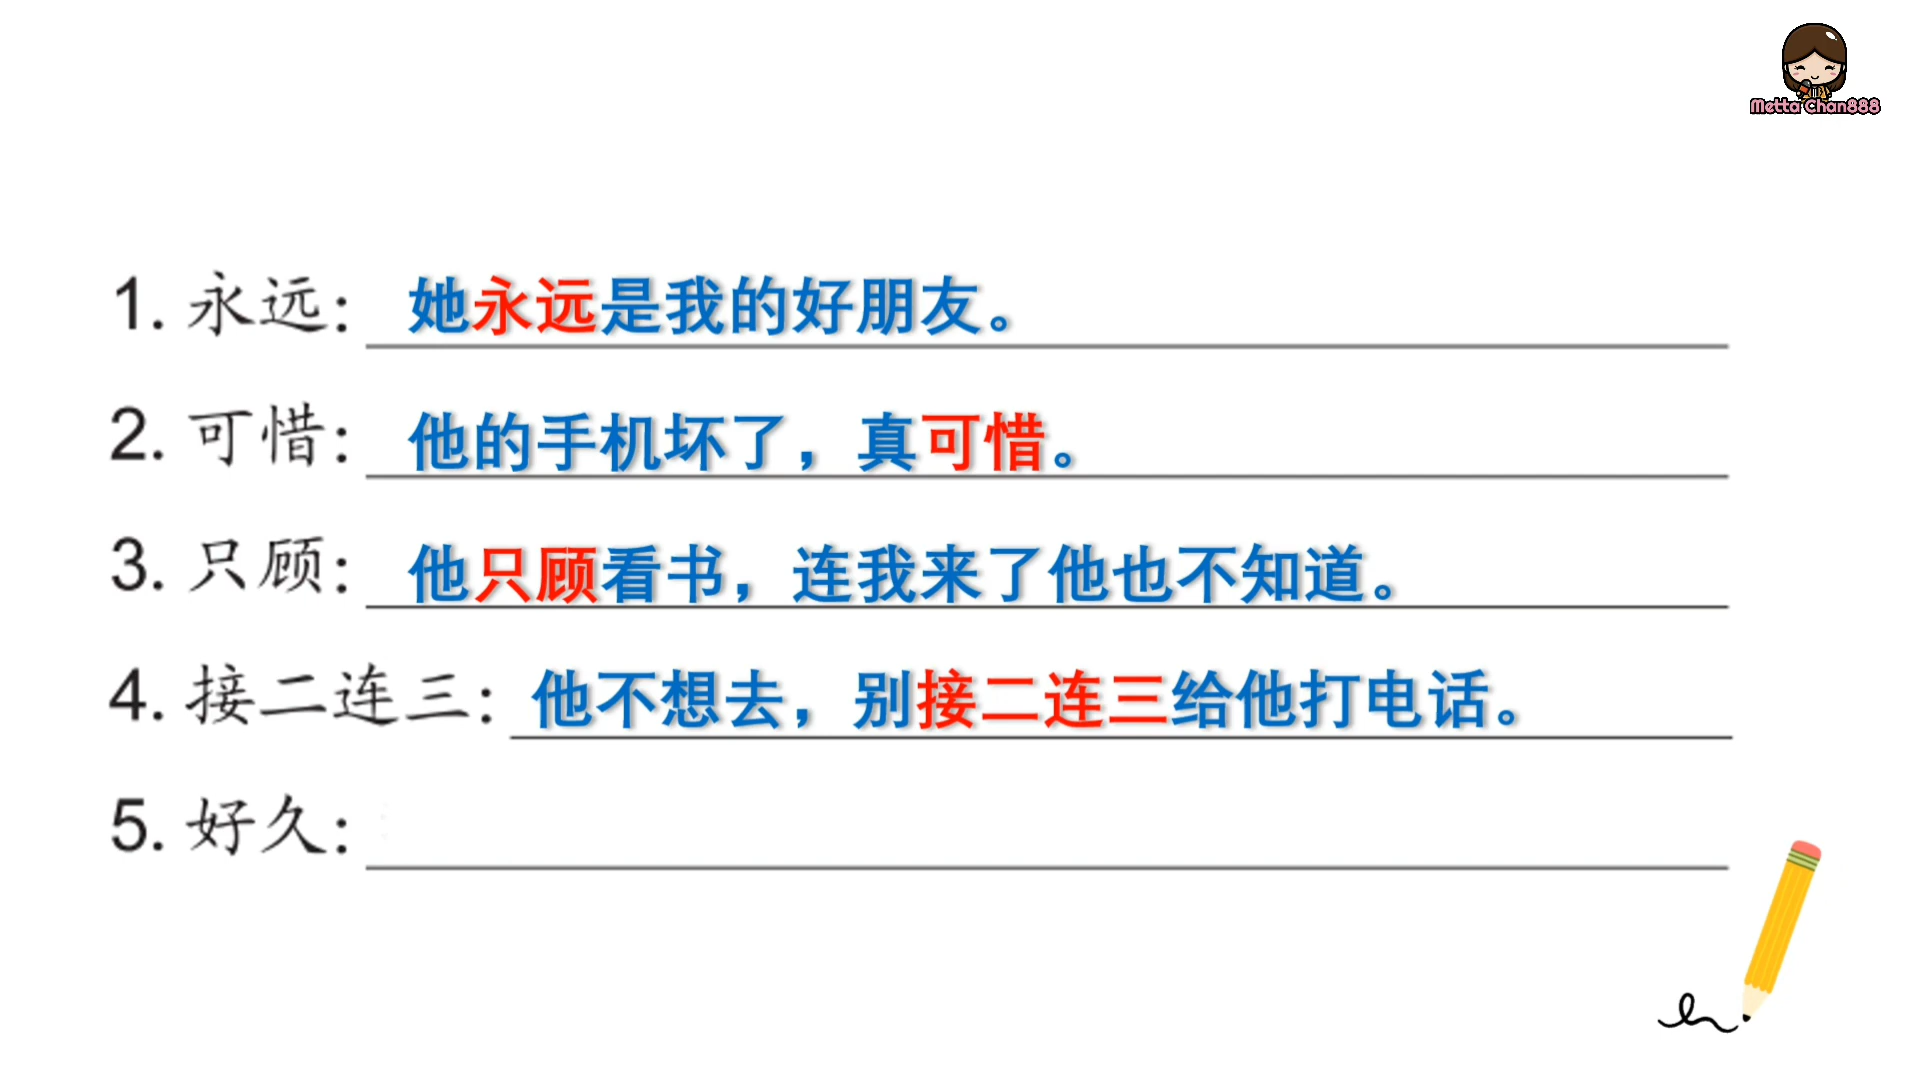 Metta Chan888
1. 永远: 她永远是我的好朋友。
2. 可惜: 他的手机坏了，真可惜。
3. 只顾: 他只顾看书，连我来了他也不知道。
4. 接二连三: 他不想去，别接二连三给他打电话。
5. 好久: